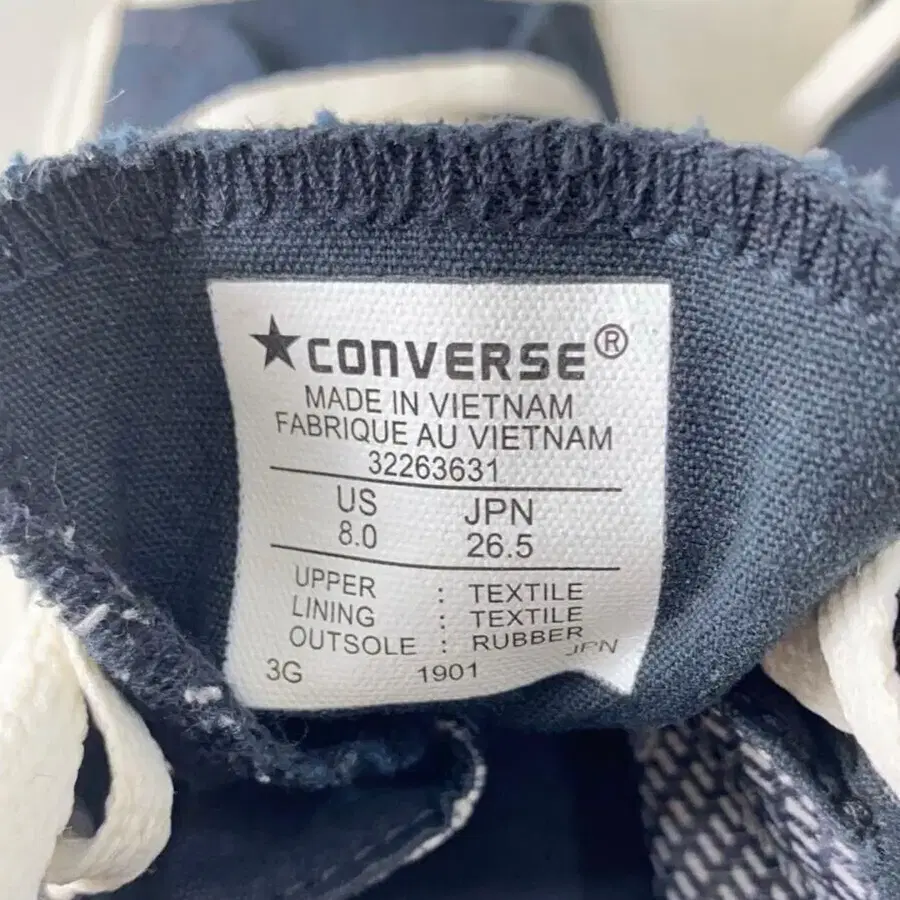 ★CONVERSE®
MADE IN VIETNAM
FABRIQUE AU VIETNAM
32263631
US JPN
8.0 26.5
UPPER : TEXTILE
LINING : TEXTILE
OUTSOLE : RUBBER
JPN
3G 1901